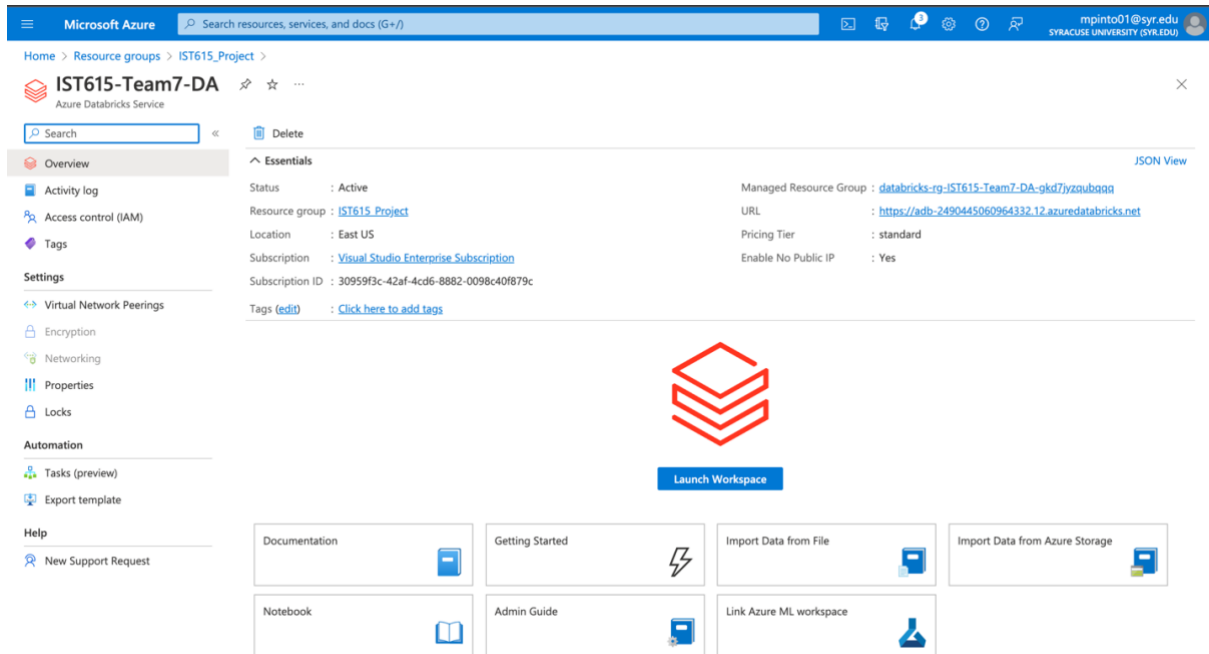 Microsoft Azure
Search resources, services, and docs (G+/)
3
mpinto01@syr.edu
SYRACUSE UNIVERSITY (SYR.EDU)
Home > Resource groups > IST615_Project >
IST615-Team7-DA
Azure Databricks Service
Search
«
Delete
Overview
Activity log
Access control (IAM)
Tags
Settings
Virtual Network Peerings
Encryption
Networking
Properties
Locks
Automation
Tasks (preview)
Export template
Help
New Support Request
Essentials
JSON View
Status : Active
Resource group : IST615_Project
Location : East US
Subscription : Visual Studio Enterprise Subscription
Subscription ID : 30959f3c-42af-4cd6-8882-0098c40f879c
Tags (edit) : Click here to add tags
Managed Resource Group : databricks-rg-IST615-Team7-DA-gkd7jyzqubqqq
URL : https://adb-2490445060964332.12.azuredatabricks.net
Pricing Tier : standard
Enable No Public IP : Yes
Launch Workspace
Documentation
Getting Started
Import Data from File
Import Data from Azure Storage
Notebook
Admin Guide
Link Azure ML workspace